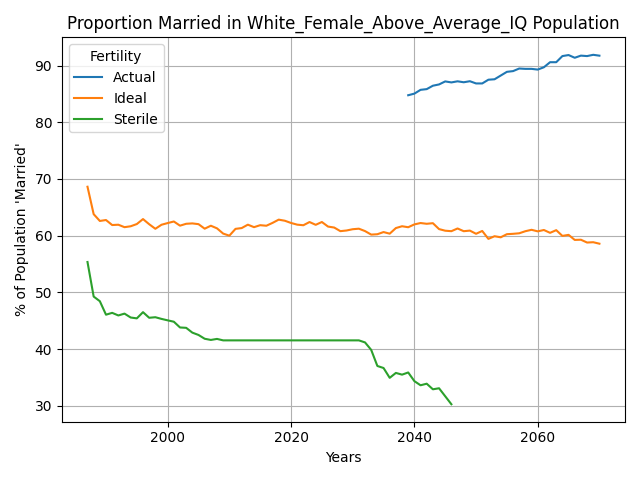 Proportion Married in White_Female_Above_Average_IQ Population
Fertility
Actual
Ideal
Sterile
% of Population 'Married'
90
80
70
60
50
40
30
2000
2020
2040
2060
Years